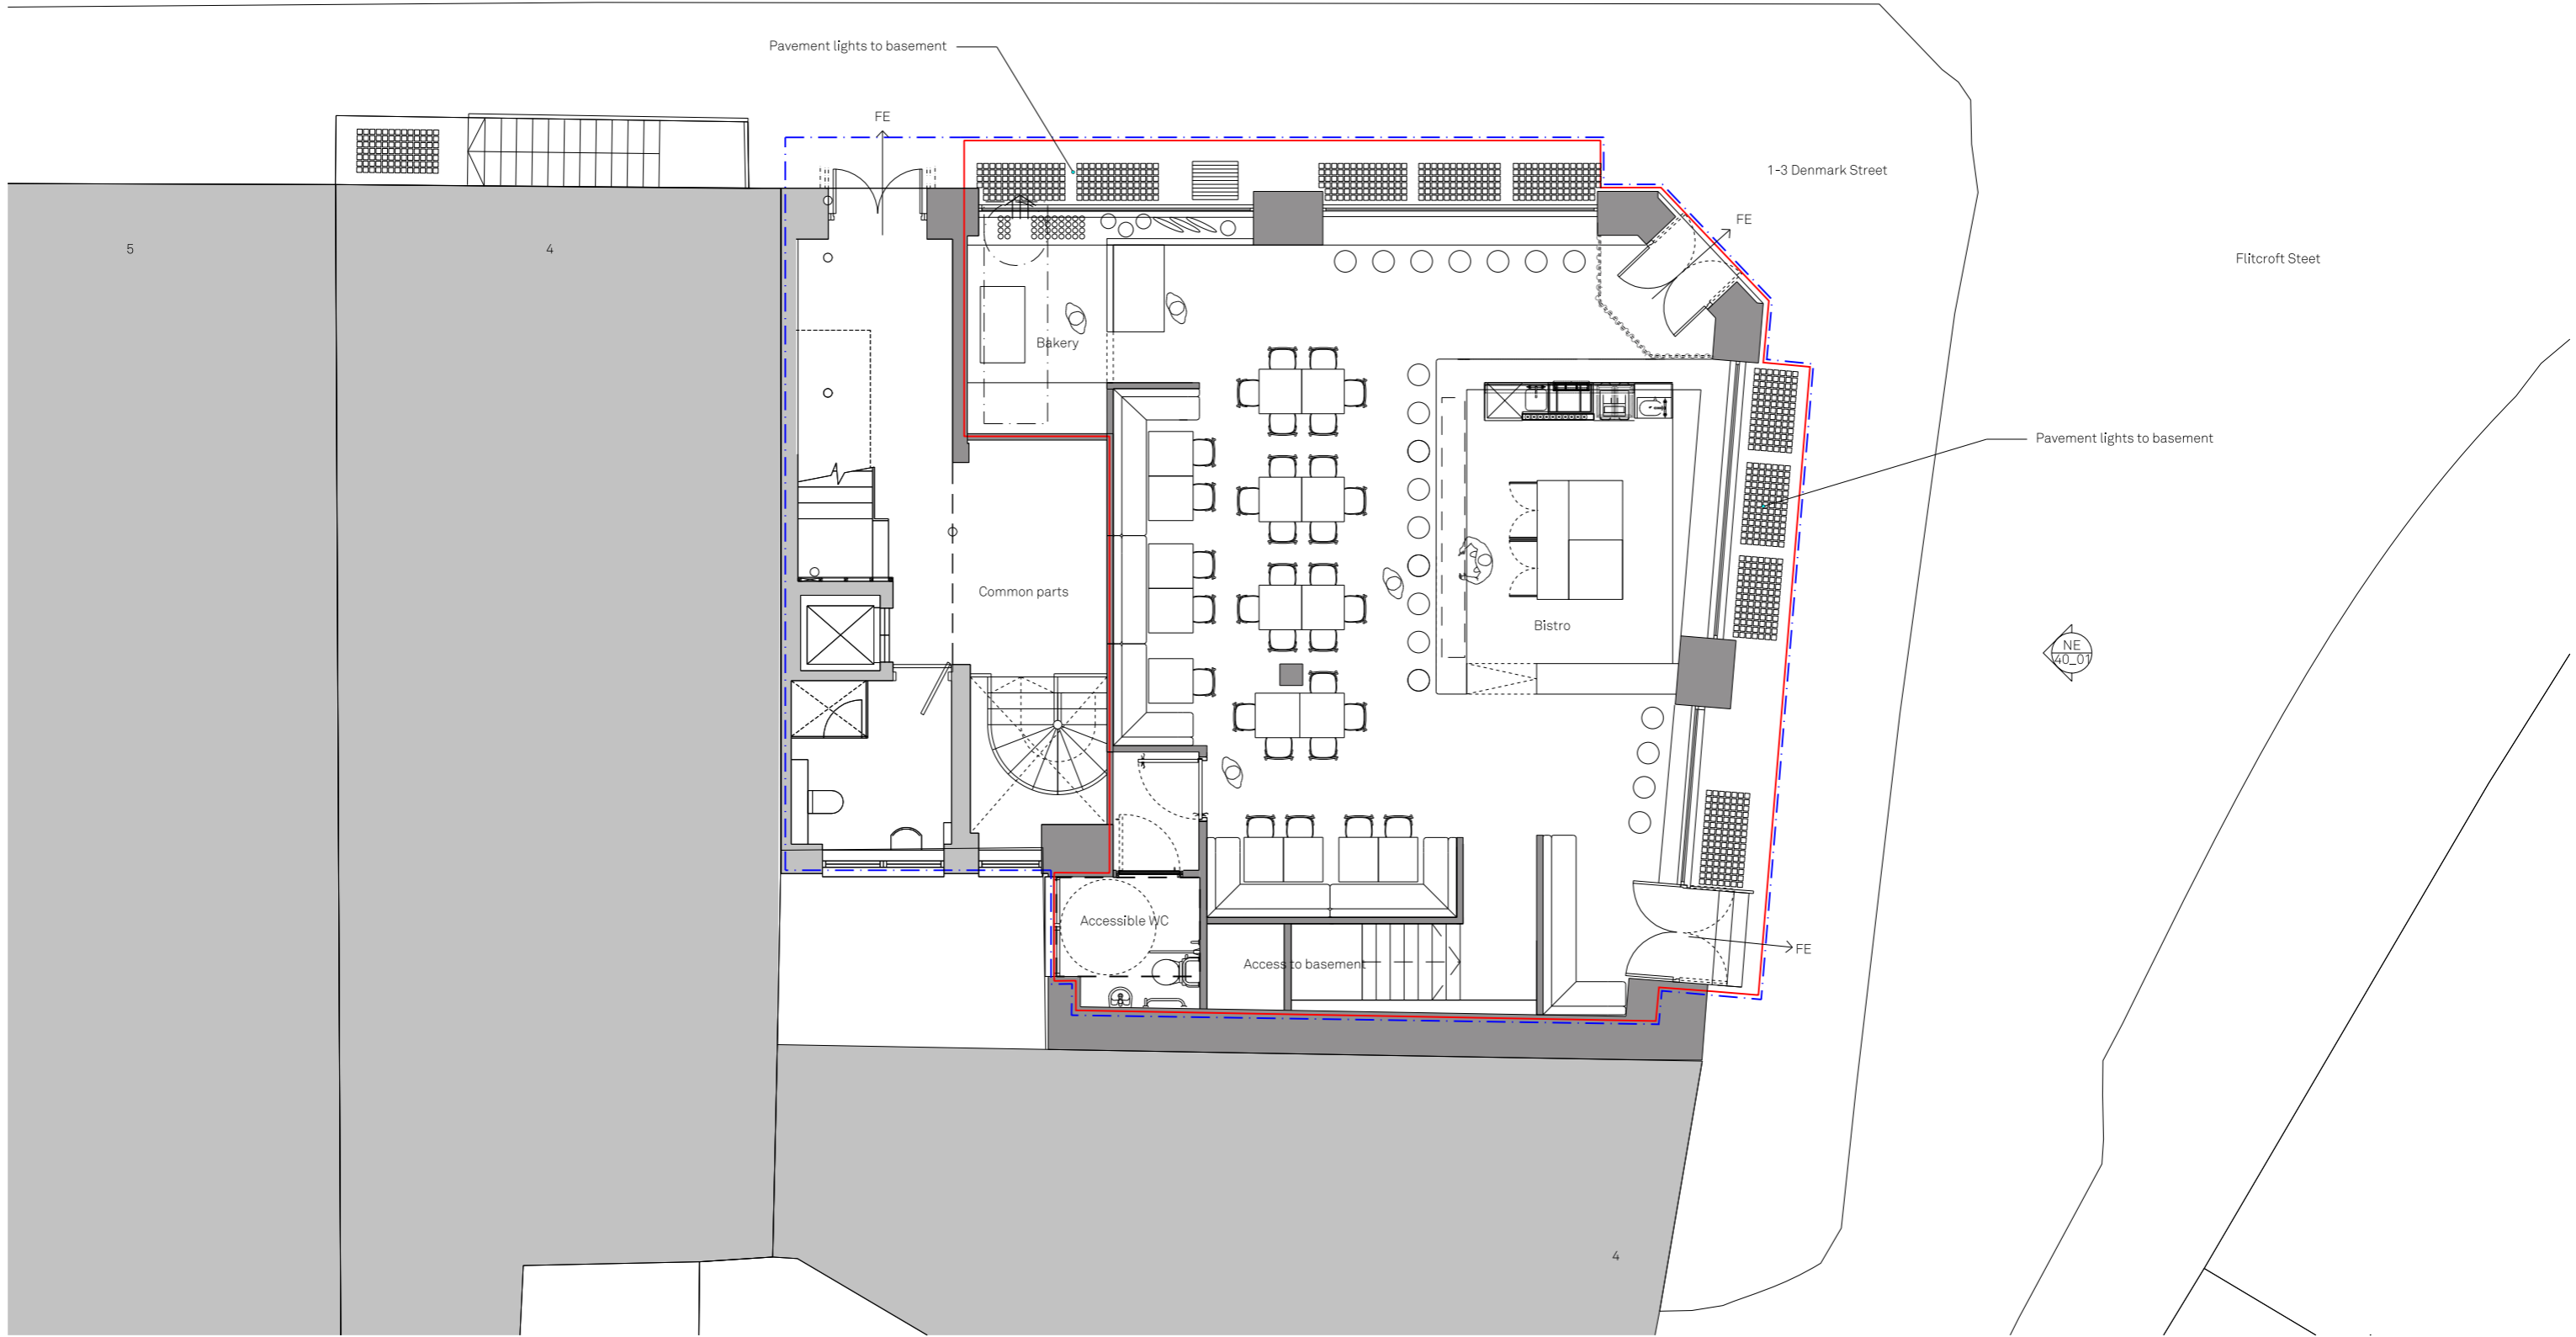 Pavement lights to basement
FE
1-3 Denmark Street
FE
5
4
Flitcroft Steet
Bakery
Pavement lights to basement
Common parts
Bistro
NE
40_01
Accessible WC
FE
Access to basement
4